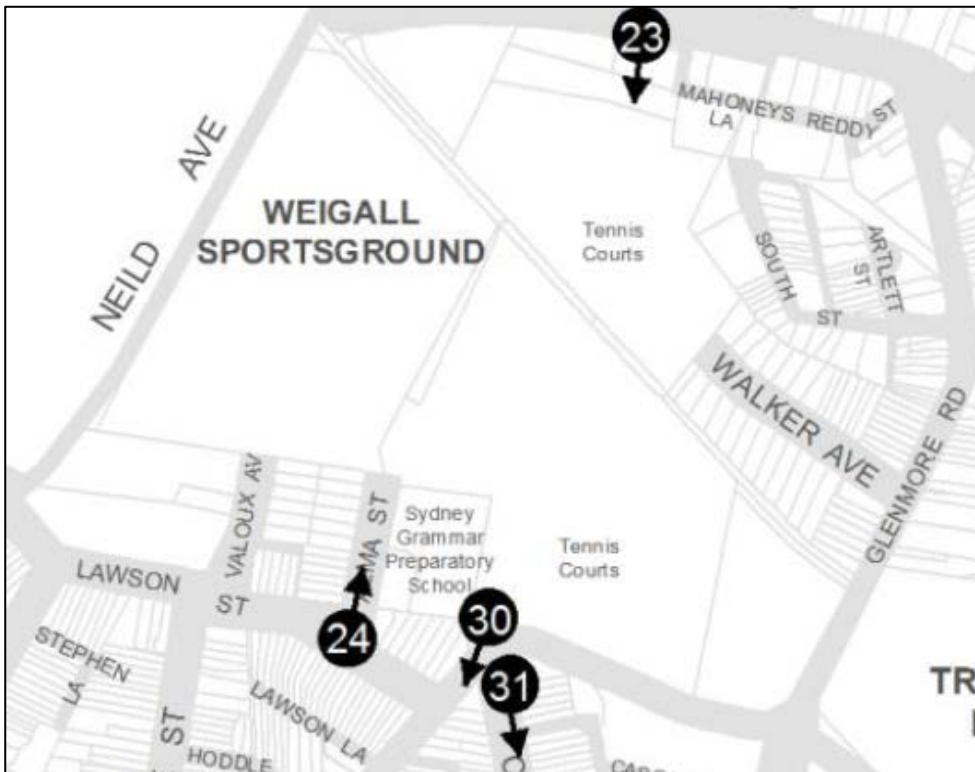 23
MAHONEYS
LA
REDDY
ST
NEILD AVE
WEIGALL
SPORTSGROUND
Tennis
Courts
SOUTH
ST
ARTLETT
ST
WALKER AVE
GLENMORE RD
VALOUX AV
Sydney
Grammar
Preparatory
School
ST
Tennis
Courts
LAWSON
ST
24
30
31
STEPHEN
LA
LAWSON LA
ST
HODDLE
TR